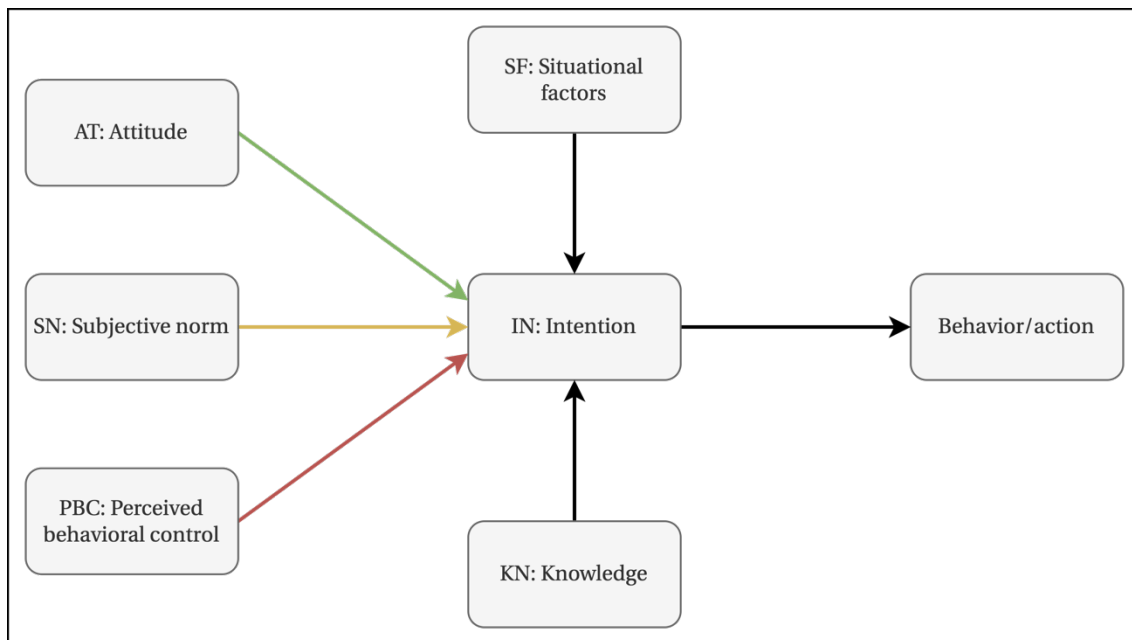 SF: Situational
factors
AT: Attitude
SN: Subjective norm
IN: Intention
Behavior/action
PBC: Perceived
behavioral control
KN: Knowledge